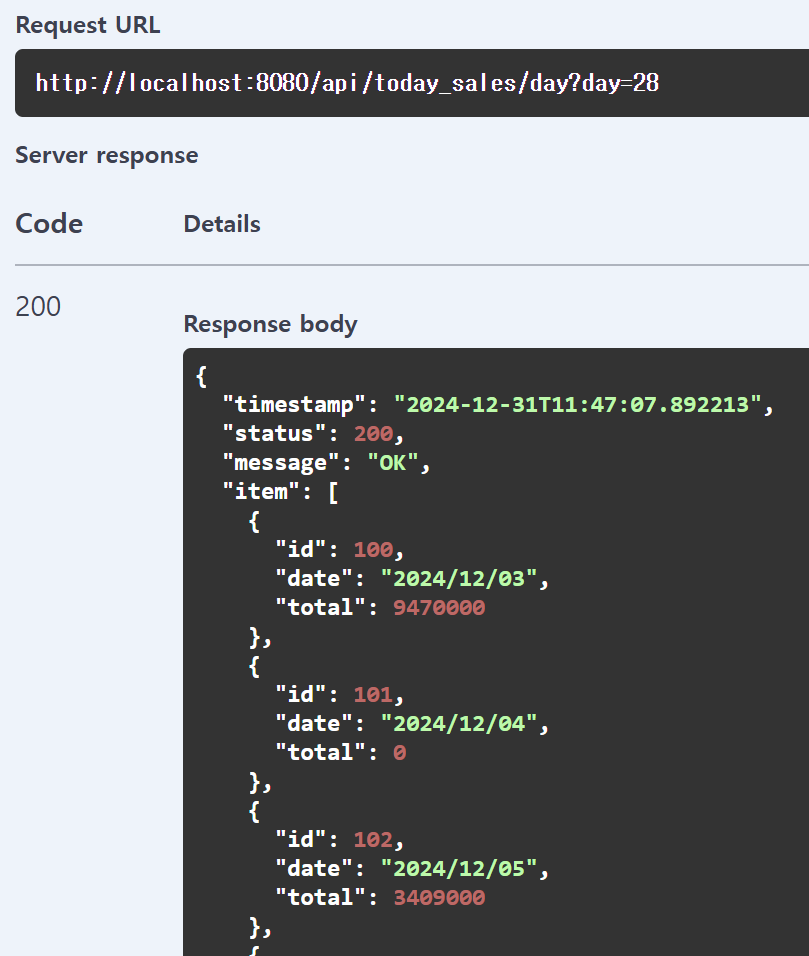 Request URL
http://localhost:8080/api/today_sales/day?day=28
Server response
Code Details
200
Response body
{
"timestamp": "2024-12-31T11:47:07.892213",
"status": 200,
"message": "OK",
"item": [
{
"id": 100,
"date": "2024/12/03",
"total": 9470000
},
{
"id": 101,
"date": "2024/12/04",
"total": 0
},
{
"id": 102,
"date": "2024/12/05",
"total": 3409000
},
{